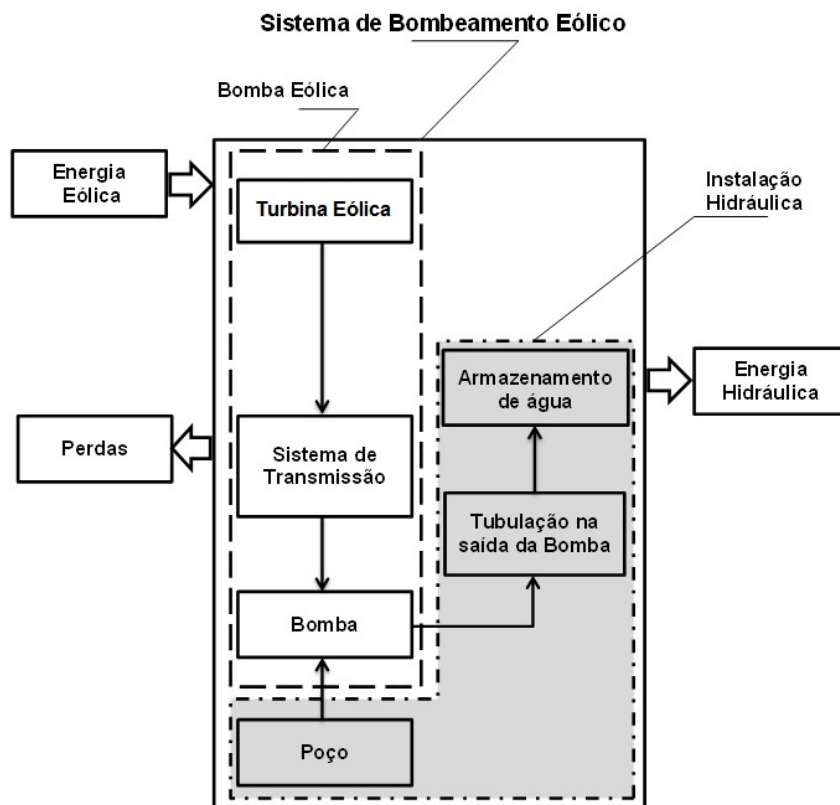 Sistema de Bombeamento Eólico
Bomba Eólica
Energia
Eólica
Turbina Eólica
Instalação
Hidráulica
Armazenamento
de água
Energia
Hidráulica
Perdas
Sistema de
Transmissão
Tubulação na
saída da Bomba
Bomba
Poço